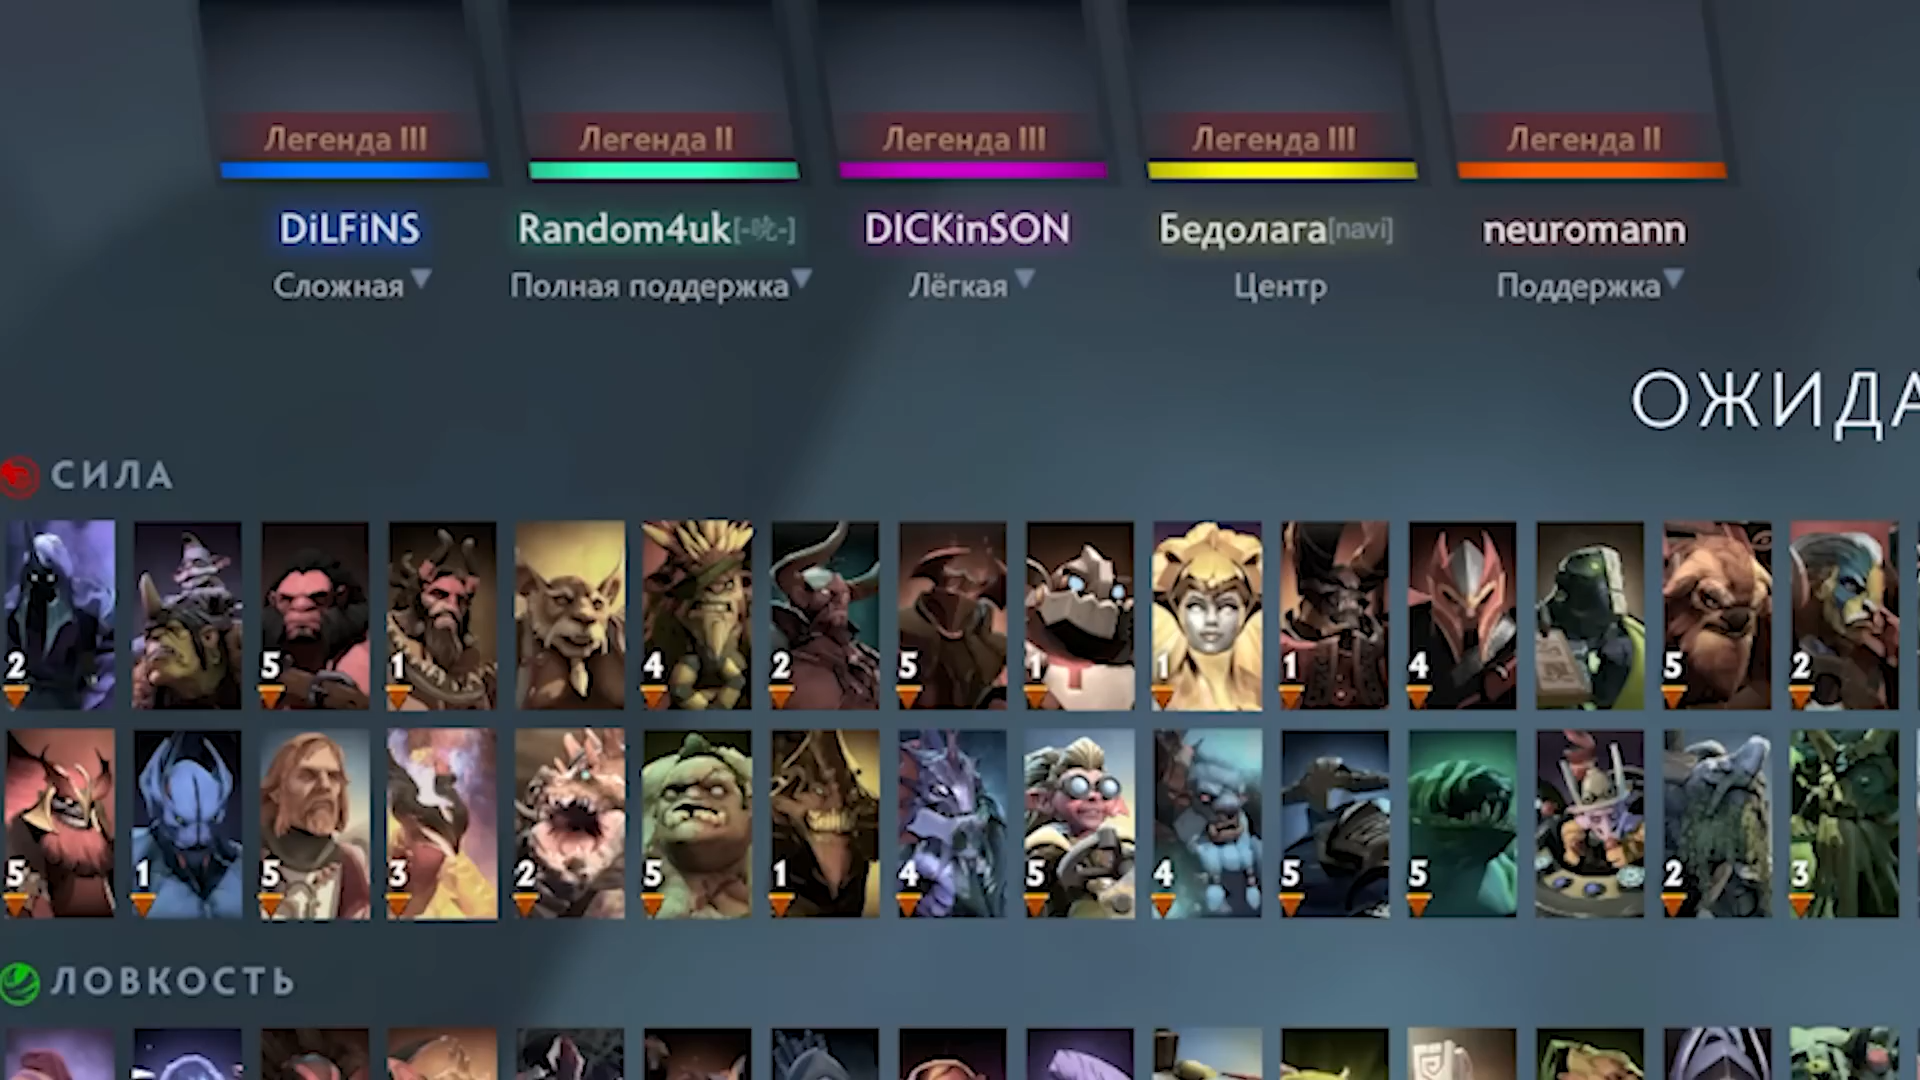 Легенда III Легенда II Легенда III Легенда III Легенда II
DiLFiNS Random4uk DICKinSON Бедолага[navi] neuromann
Сложная Полная поддержка Лёгкая Центр Поддержка
ОЖИДА
СИЛА
2 5 1 4 2 5 1 1 1 4 5 2
5 1 5 3 2 5 1 4 5 4 5 5 2 3
ЛОВКОСТЬ